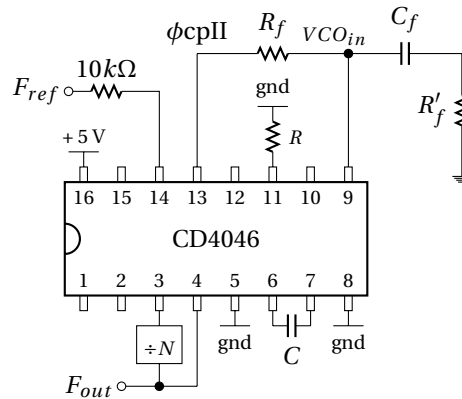 ϕcpII
R_f
VCO_in
C_f
F_ref
10kΩ
gnd
R'_f
+5V
R
16 15 14 13 12 11 10 9
CD4046
1 2 3 4 5 6 7 8
÷N
gnd
C
gnd
F_out